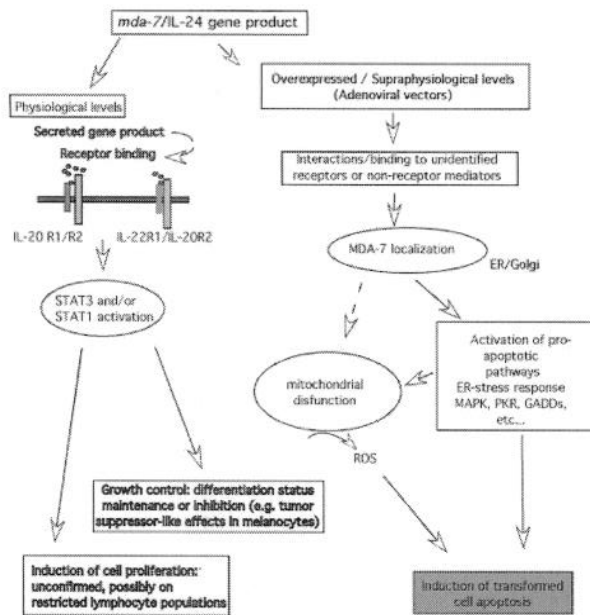 mda-7/IL-24 gene product
Overexpressed / Supraphysiological levels
(Adenoviral vectors)
Physiological levels
Secreted gene product
Receptor binding
Interactions/binding to unidentified
receptors or non-receptor mediators
IL-20 R1/R2
IL-22R1/IL-20R2
MDA-7 localization
ER/Golgi
STAT3 and/or
STAT1 activation
Activation of pro-
apoptotic
pathways
ER-stress response
MAPK, PKR, GADDs,
etc...
mitochondrial
disfunction
ROS
Growth control: differentiation status
maintenance or inhibition (e.g. tumor
suppressor-like effects in melanocytes)
Induction of cell proliferation:
unconfirmed, possibly on
restricted lymphocyte populations
Induction of transformed
cell apoptosis